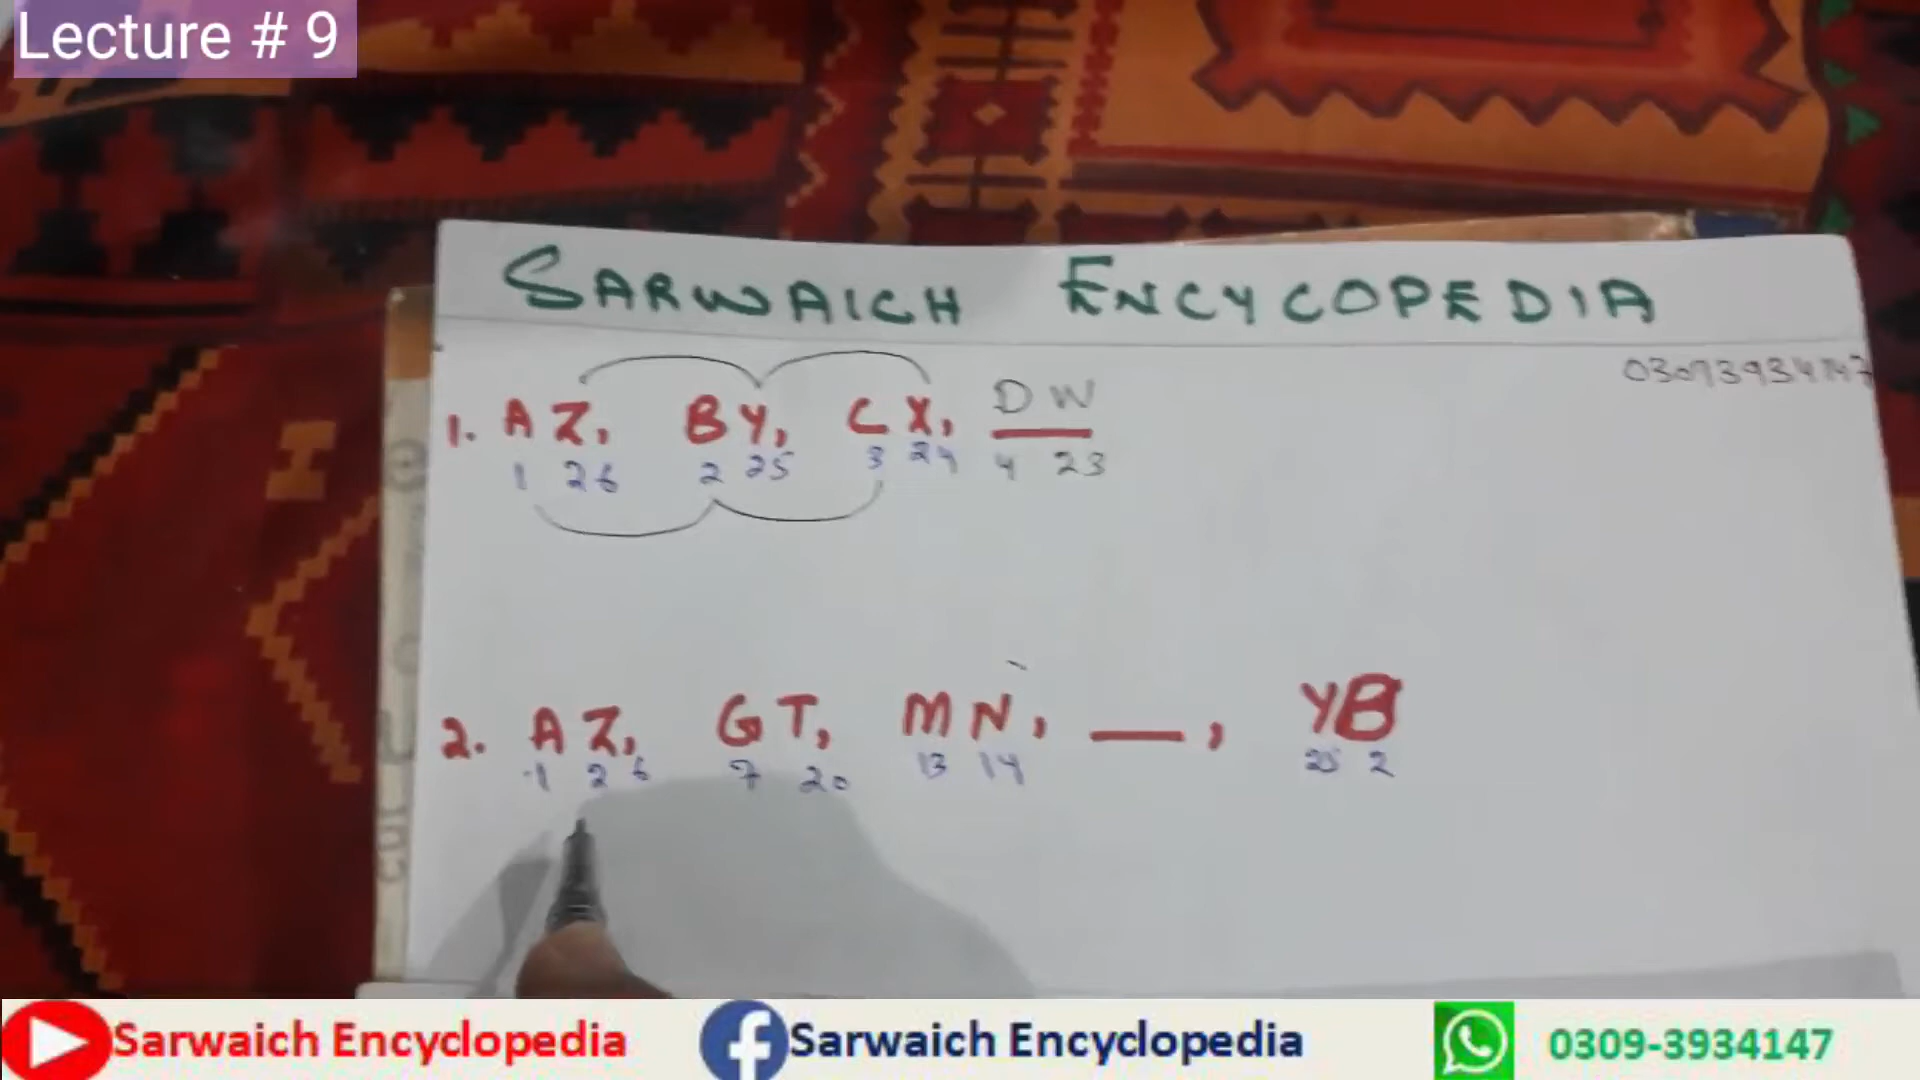 Lecture # 9
SARWAICH ENCYCOPEDIA
03093934147
1. AZ, BY, CX, DW
1 26 2 25 3 24 4 23
2. AZ, GT, MN, __, YB
1 26 7 20 13 14 25 2
Sarwaich Encyclopedia Sarwaich Encyclopedia 0309-3934147